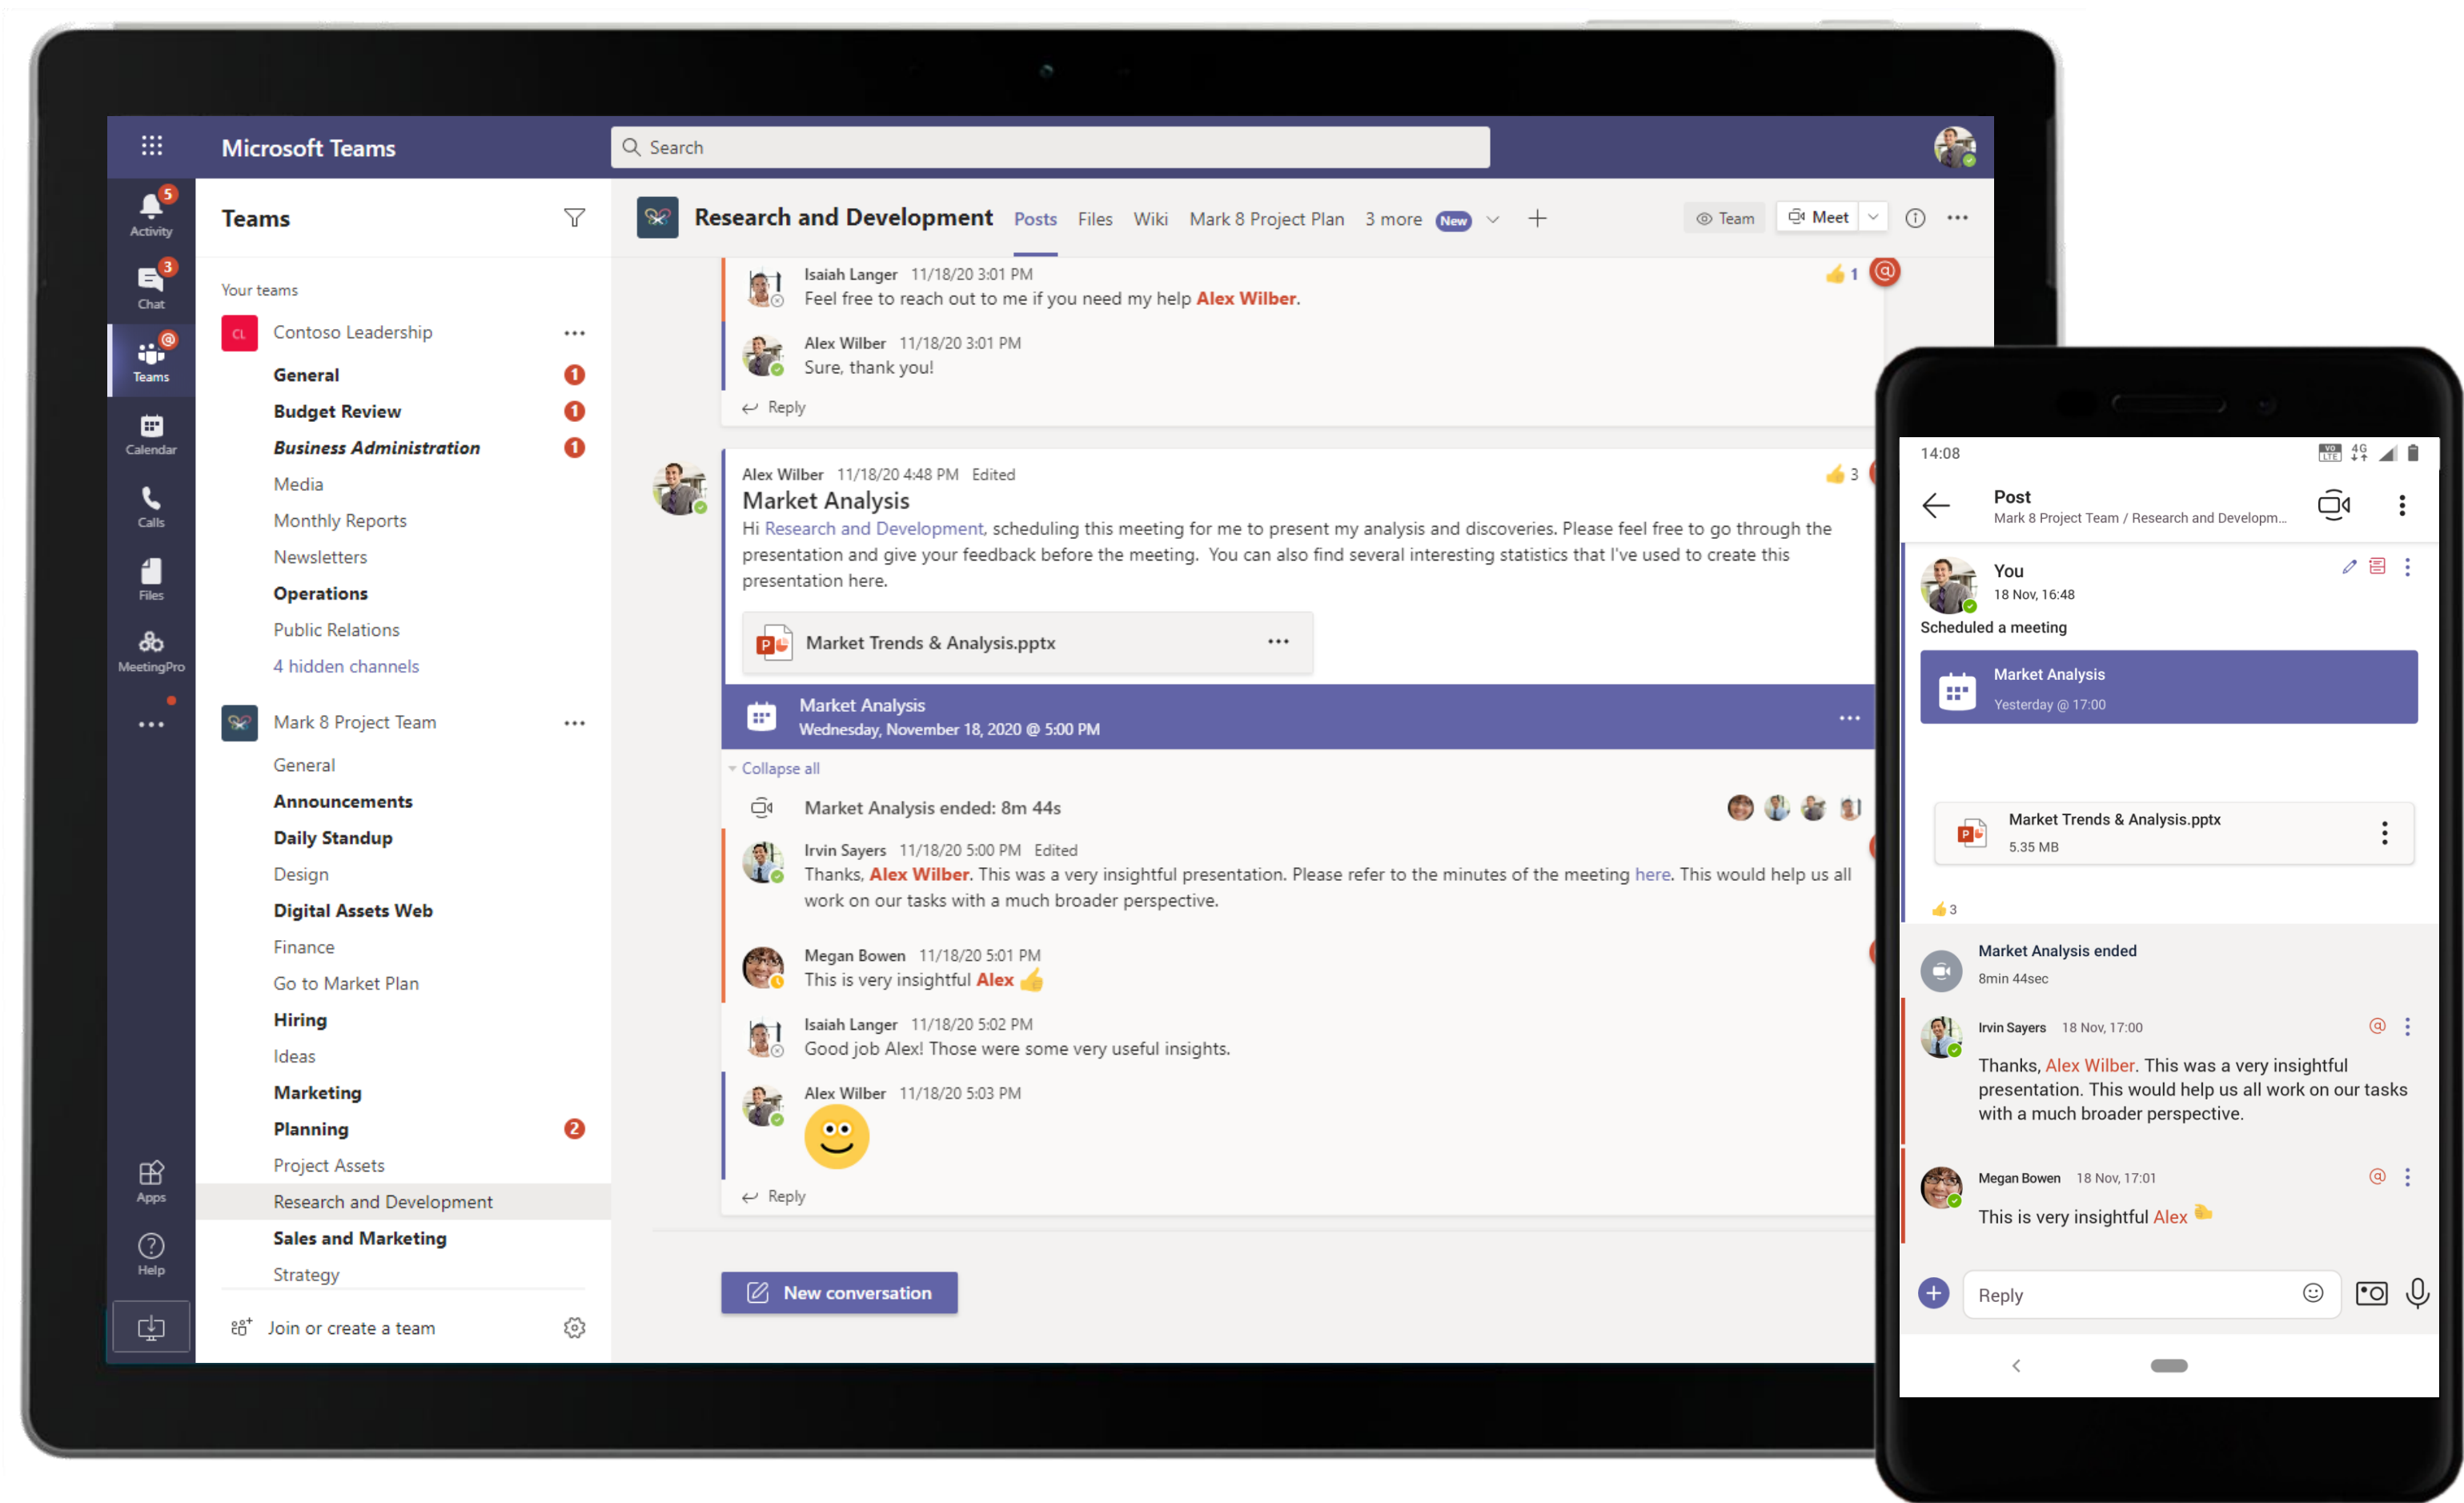 Microsoft Teams
Search
5
Activity
3
Chat
@
Teams
Calendar
Calls
Files
MeetingPro
Apps
Help
Teams
Your teams
CL
Contoso Leadership
General 1
Budget Review 1
Business Administration 1
Media
Monthly Reports
Newsletters
Operations
Public Relations
4 hidden channels
Mark 8 Project Team
General
Announcements
Daily Standup
Design
Digital Assets Web
Finance
Go to Market Plan
Hiring
Ideas
Marketing
Planning 2
Project Assets
Research and Development
Sales and Marketing
Strategy
Join or create a team
Research and Development Posts Files Wiki Mark 8 Project Plan 3 more New Team Meet
Isaiah Langer 11/18/20 3:01 PM 1 @
Feel free to reach out to me if you need my help Alex Wilber.
Alex Wilber 11/18/20 3:01 PM
Sure, thank you!
Reply
Alex Wilber 11/18/20 4:48 PM Edited 3
Market Analysis
Hi Research and Development, scheduling this meeting for me to present my analysis and discoveries. Please feel free to go through the
presentation and give your feedback before the meeting. You can also find several interesting statistics that I've used to create this
presentation here.
P Market Trends & Analysis.pptx
Market Analysis
Wednesday, November 18, 2020 @ 5:00 PM
Collapse all
Market Analysis ended: 8m 44s
Irvin Sayers 11/18/20 5:00 PM Edited
Thanks, Alex Wilber. This was a very insightful presentation. Please refer to the minutes of the meeting here. This would help us all
work on our tasks with a much broader perspective.
Megan Bowen 11/18/20 5:01 PM
This is very insightful Alex
Isaiah Langer 11/18/20 5:02 PM
Good job Alex! Those were some very useful insights.
Alex Wilber 11/18/20 5:03 PM
Reply
New conversation
14:08 VO LTE 4G
Post
Mark 8 Project Team / Research and Developm...
You
18 Nov, 16:48
Scheduled a meeting
Market Analysis
Yesterday @ 17:00
P Market Trends & Analysis.pptx
5.35 MB
3
Market Analysis ended
8min 44sec
Irvin Sayers 18 Nov, 17:00 @
Thanks, Alex Wilber. This was a very insightful
presentation. This would help us all work on our tasks
with a much broader perspective.
Megan Bowen 18 Nov, 17:01 @
This is very insightful Alex
Reply